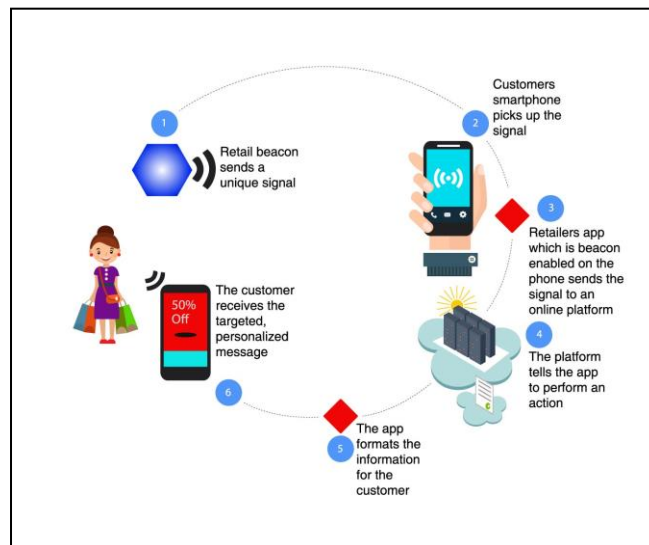 1
Retail beacon
sends a
unique signal
2
Customers
smartphone
picks up the
signal
3
Retailers app
which is beacon
enabled on the
phone sends the
signal to an
online platform
4
The platform
tells the app
to perform an
action
5
The app
formats the
information
for the
customer
6
The customer
receives the
targeted,
personalized
message
50%
Off